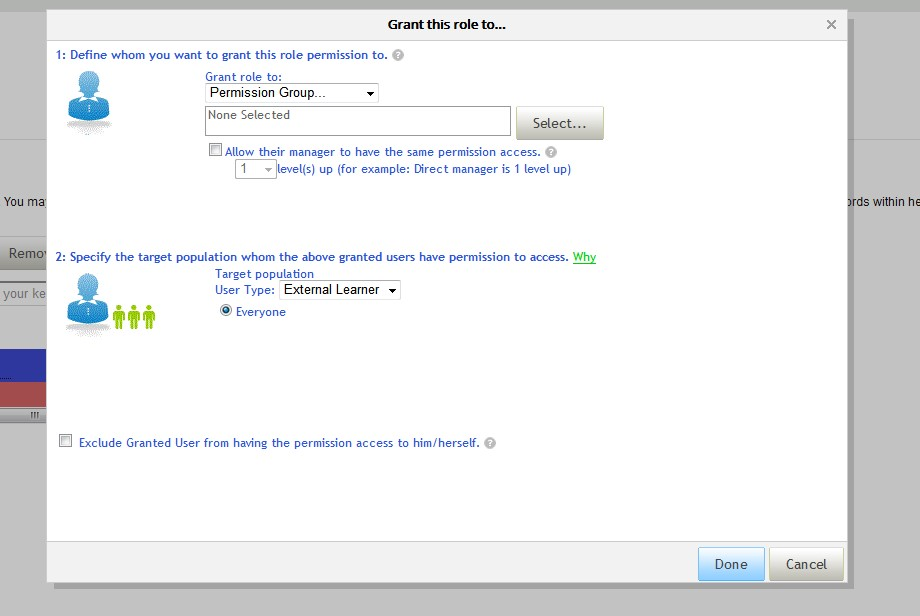 Grant this role to...
1: Define whom you want to grant this role permission to. ?
Grant role to:
Permission Group...
None Selected
Select...
Allow their manager to have the same permission access. ?
1 level(s) up (for example: Direct manager is 1 level up)
You may
ords within he
Remov
2: Specify the target population whom the above granted users have permission to access. Why
Target population
User Type: External Learner
your ke
Everyone
Exclude Granted User from having the permission access to him/herself. ?
Done
Cancel